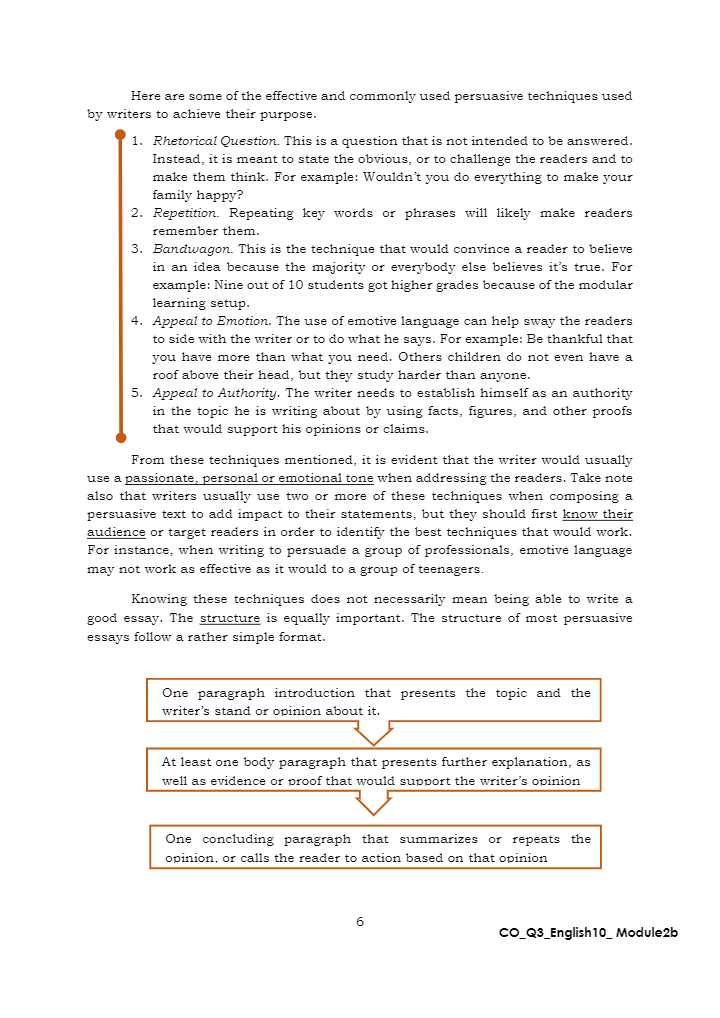 Here are some of the effective and commonly used persuasive techniques used
by writers to achieve their purpose.
1. Rhetorical Question. This is a question that is not intended to be answered.
Instead, it is meant to state the obvious, or to challenge the readers and to
make them think. For example: Wouldn't you do everything to make your
family happy?
2. Repetition. Repeating key words or phrases will likely make readers
remember them.
3. Bandwagon. This is the technique that would convince a reader to believe
in an idea because the majority or everybody else believes it's true. For
example: Nine out of 10 students got higher grades because of the modular
learning setup.
4. Appeal to Emotion. The use of emotive language can help sway the readers
to side with the writer or to do what he says. For example: Be thankful that
you have more than what you need. Others children do not even have a
roof above their head, but they study harder than anyone.
5. Appeal to Authority. The writer needs to establish himself as an authority
in the topic he is writing about by using facts, figures, and other proofs
that would support his opinions or claims.
From these techniques mentioned, it is evident that the writer would usually
use a passionate, personal or emotional tone when addressing the readers. Take note
also that writers usually use two or more of these techniques when composing a
persuasive text to add impact to their statements, but they should first know their
audience or target readers in order to identify the best techniques that would work.
For instance, when writing to persuade a group of professionals, emotive language
may not work as effective as it would to a group of teenagers.
Knowing these techniques does not necessarily mean being able to write a
good essay. The structure is equally important. The structure of most persuasive
essays follow a rather simple format.
One paragraph introduction that presents the topic and the
writer's stand or opinion about it.
At least one body paragraph that presents further explanation, as
well as evidence or proof that would support the writer's opinion
One concluding paragraph that summarizes or repeats the
opinion, or calls the reader to action based on that opinion
6
CO_Q3_English10_ Module2b